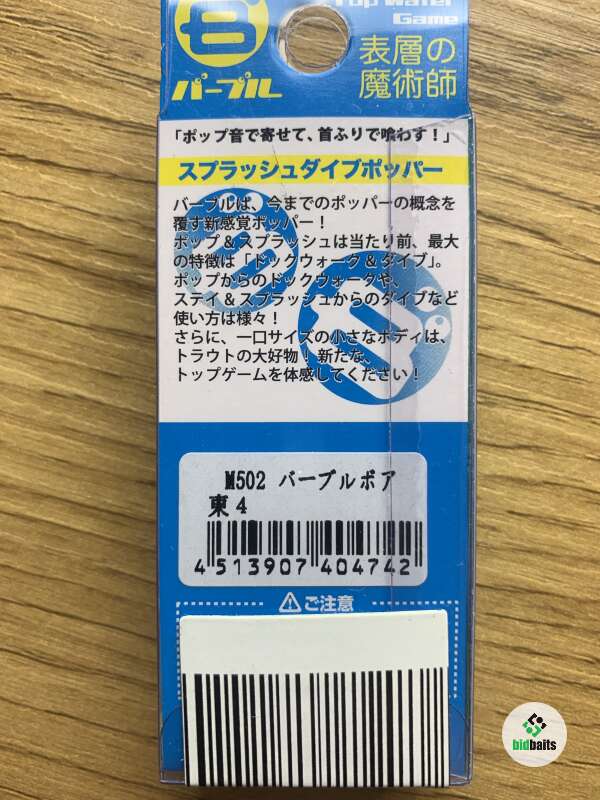 Top Water
Game
パープル
表層の
魔術師
「ポップ音で寄せて、首ふりで喰わす！」
スプラッシュダイブポッパー
バーブルは、今までのポッパーの概念を
覆す新感覚ポッパー！
ポップ&スプラッシュは当たり前、最大
の特徴は「ドックウォーク&ダイブ」。
ポップからのドックウォークや、
ステイ&スプラッシュからのダイブなど
使い方は様々！
さらに、一口サイズの小さなボディは、
トラウトの大好物！新たな、
トップゲームを体感してください！
M502 バーブルボア
東4
4513907 404742
ご注意
bidbaits